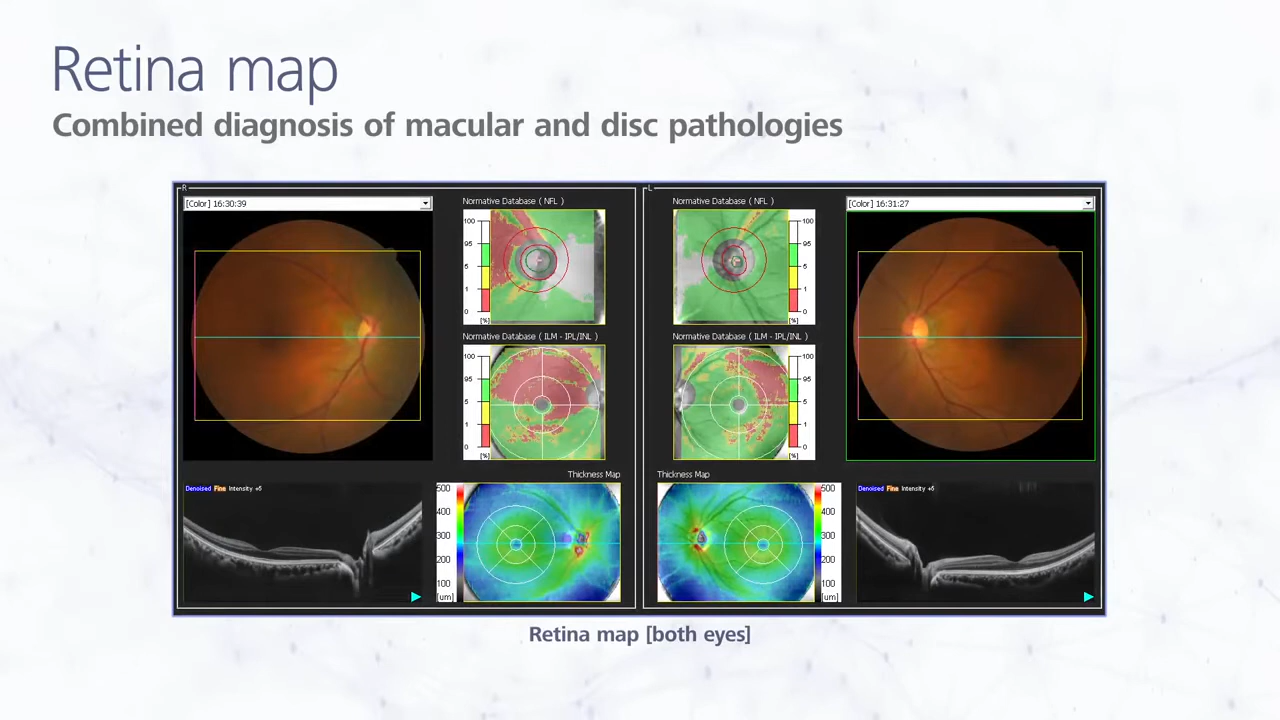 Retina map
Combined diagnosis of macular and disc pathologies
R
[Color] 16:30:39
Normative Database ( NFL )
100
95
5
1
0
[%]
Normative Database ( ILM - IPL/INL )
100
95
5
1
0
[%]
Denoised Fine Intensity +6
Thickness Map
500
400
300
200
100
[um]
L
Normative Database ( NFL )
100
95
5
1
0
[%]
[Color] 16:31:27
Normative Database ( ILM - IPL/INL )
100
95
5
1
0
[%]
Thickness Map
500
400
300
200
100
[um]
Denoised Fine Intensity +6
Retina map [both eyes]